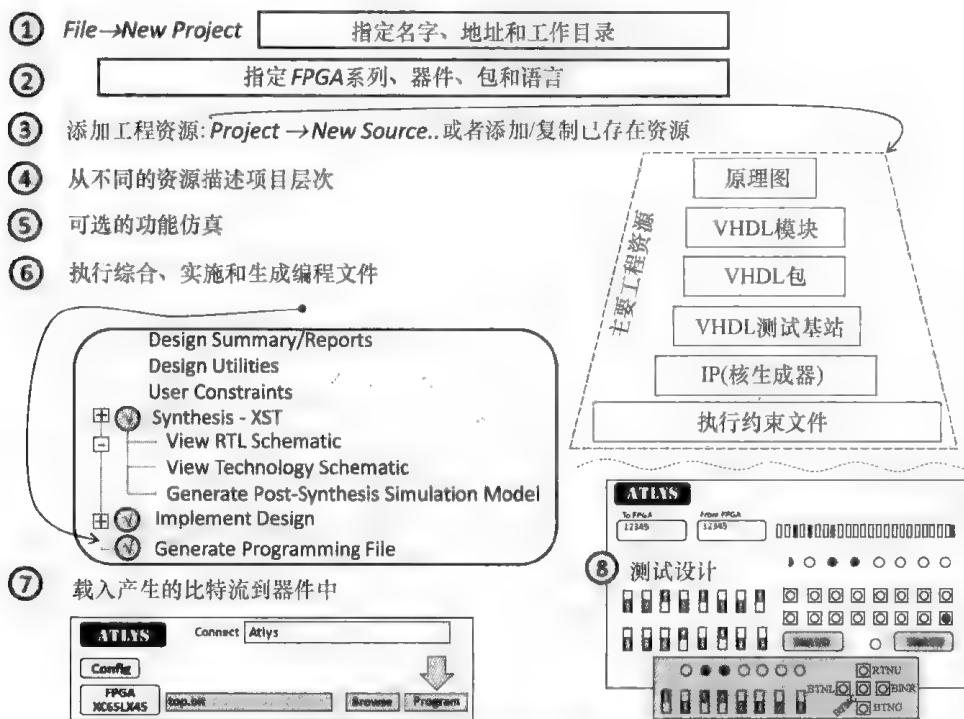 ① File→New Project 指定名字、地址和工作目录
② 指定FPGA系列、器件、包和语言
③ 添加工程资源:Project →New Source..或者添加/复制已存在资源
④ 从不同的资源描述项目层次
⑤ 可选的功能仿真
⑥ 执行综合、实施和生成编程文件
主要工程资源
原理图
VHDL模块
VHDL包
VHDL测试基站
IP(核生成器)
执行约束文件
Design Summary/Reports
Design Utilities
User Constraints
Synthesis - XST
View RTL Schematic
View Technology Schematic
Generate Post-Synthesis Simulation Model
Implement Design
Generate Programming File
⑦ 载入产生的比特流到器件中
ATLYS Connect Atlys
Config
FPGA
XC6SLX45 top.bit Browse Program
ATLYS
To FPGA From FPGA
12345 12345
⑧ 测试设计
RTNU
BTNL BINR
BTNG